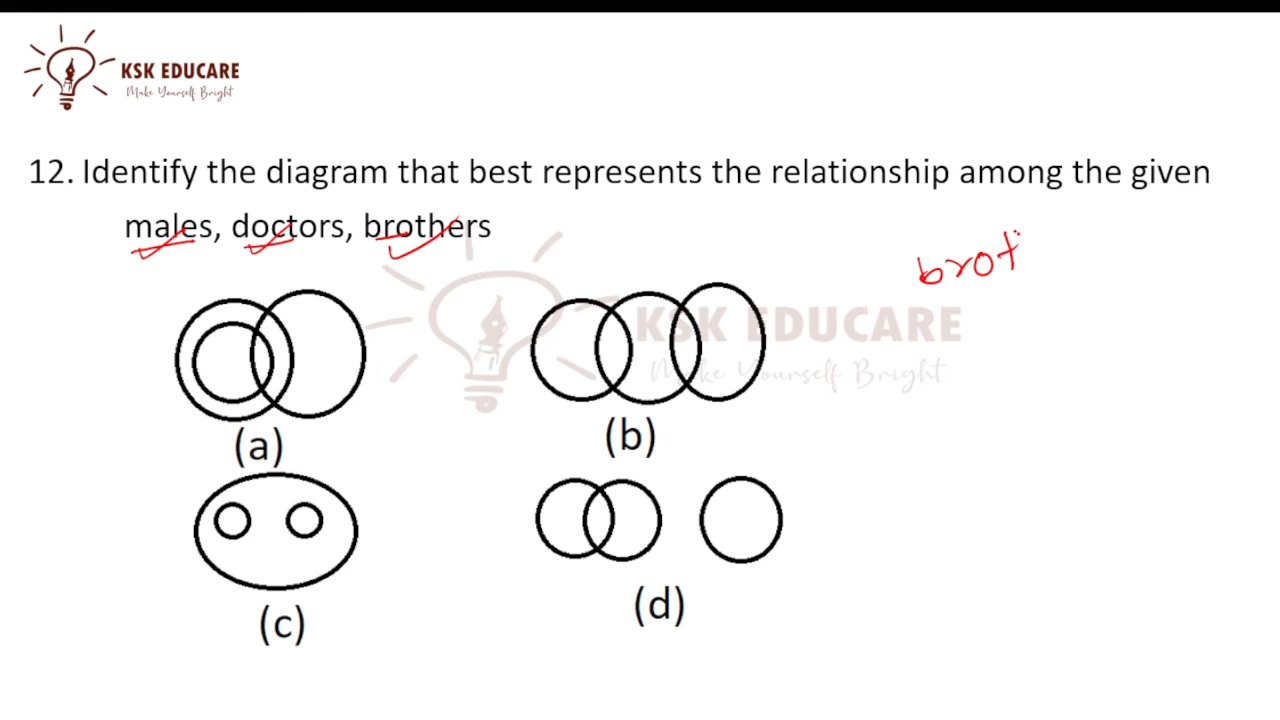 KSK EDUCARE
Make Yourself Bright
12. Identify the diagram that best represents the relationship among the given
males, doctors, brothers
brot
KSK EDUCARE
Make Yourself Bright
(a)
(b)
(c)
(d)